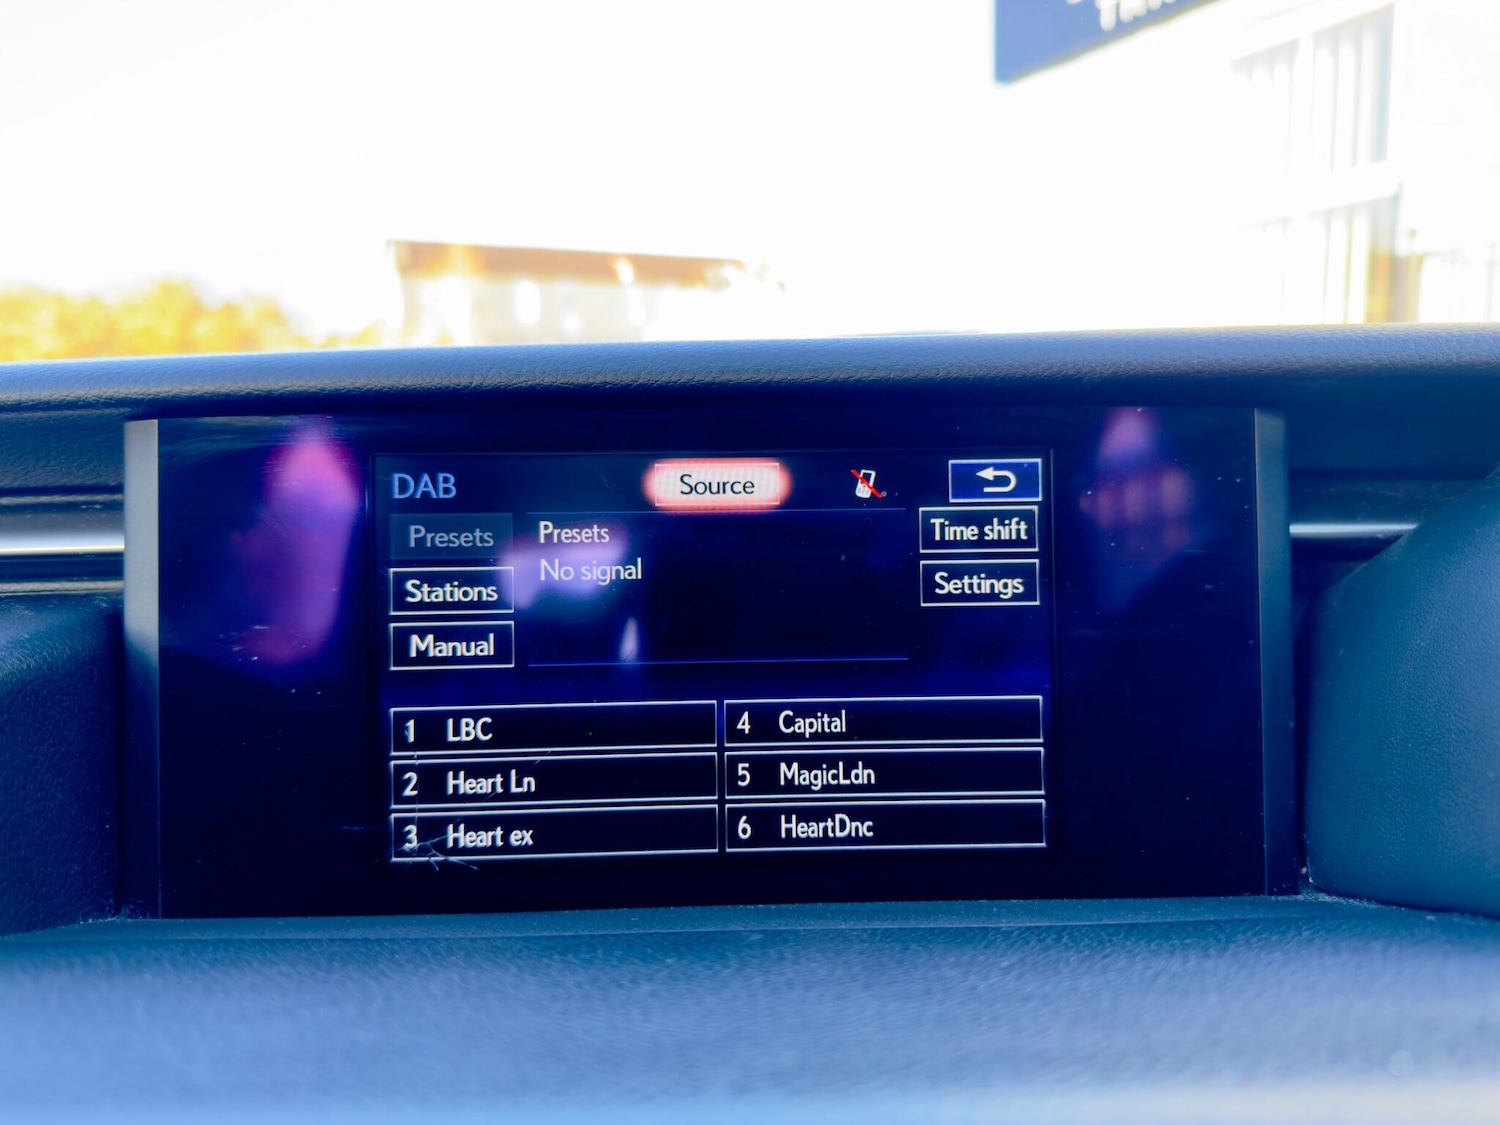 DAB
Source
Presets
Presets
Time shift
No signal
Stations
Settings
Manual
1 LBC
4 Capital
2 Heart Ln
5 MagicLdn
3 Heart ex
6 HeartDnc